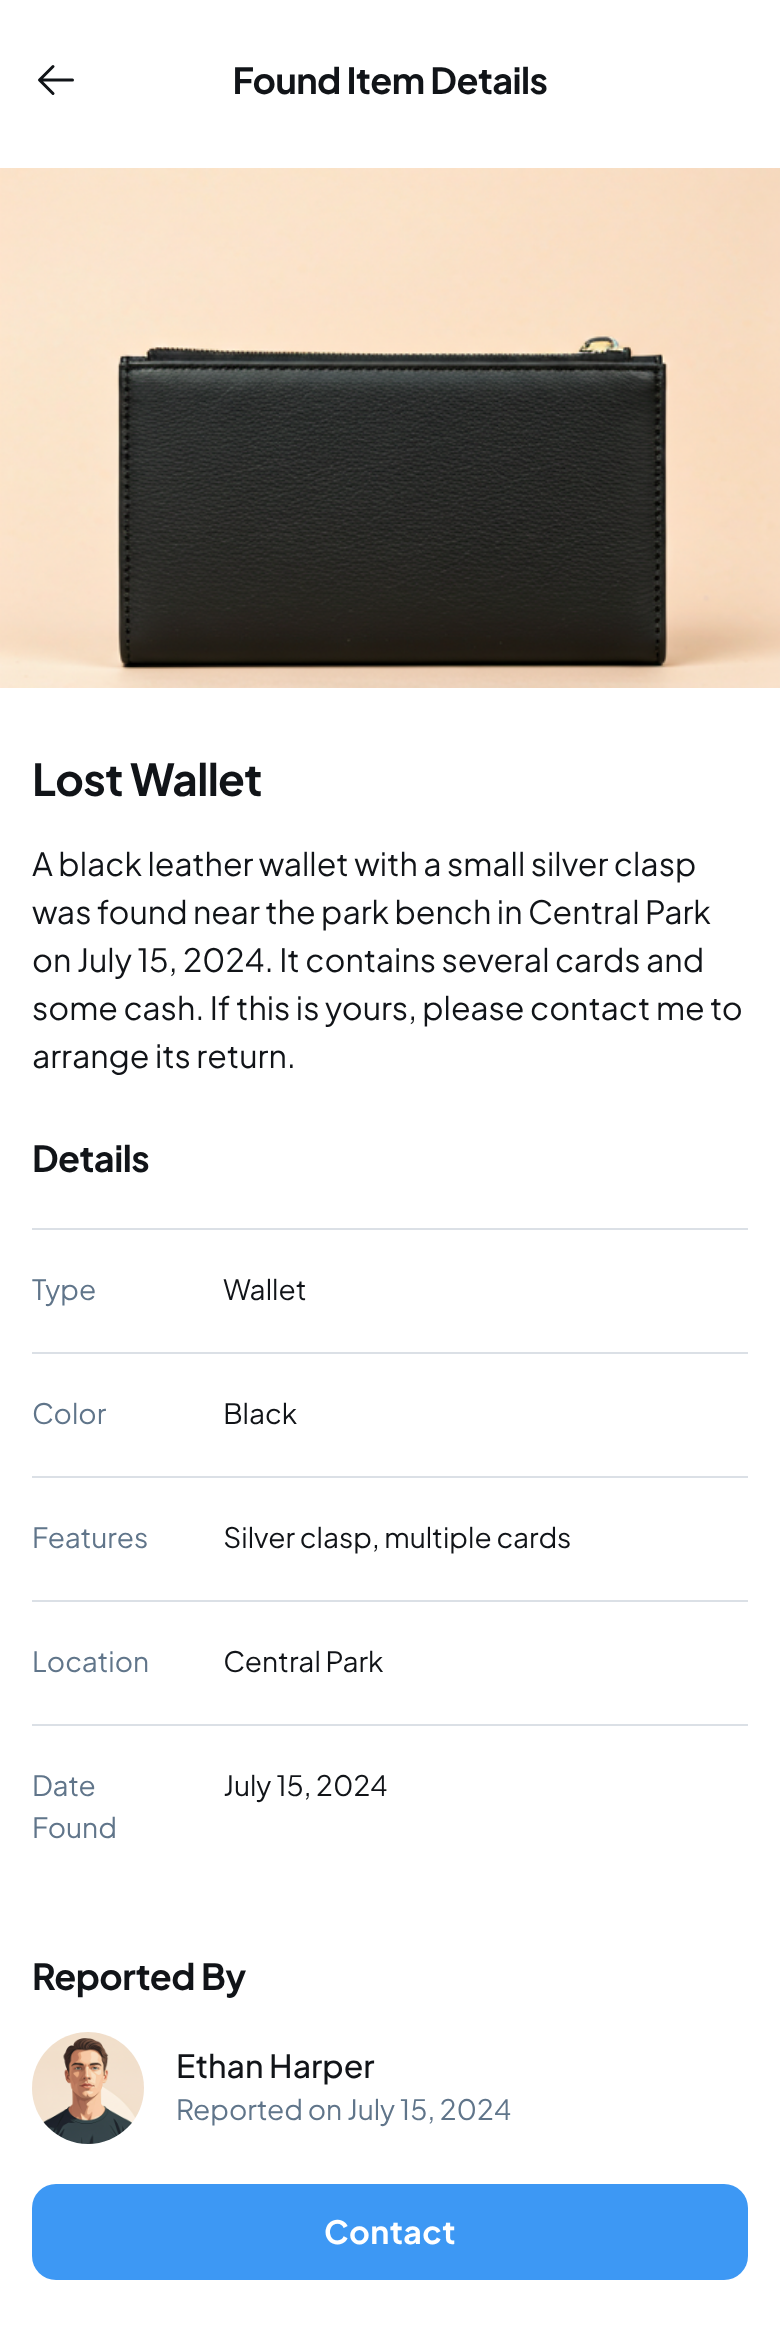 Found Item Details
Lost Wallet
A black leather wallet with a small silver clasp
was found near the park bench in Central Park
on July 15, 2024. It contains several cards and
some cash. If this is yours, please contact me to
arrange its return.
Details
Type Wallet
Color Black
Features Silver clasp, multiple cards
Location Central Park
Date July 15, 2024
Found
Reported By
Ethan Harper
Reported on July 15, 2024
Contact